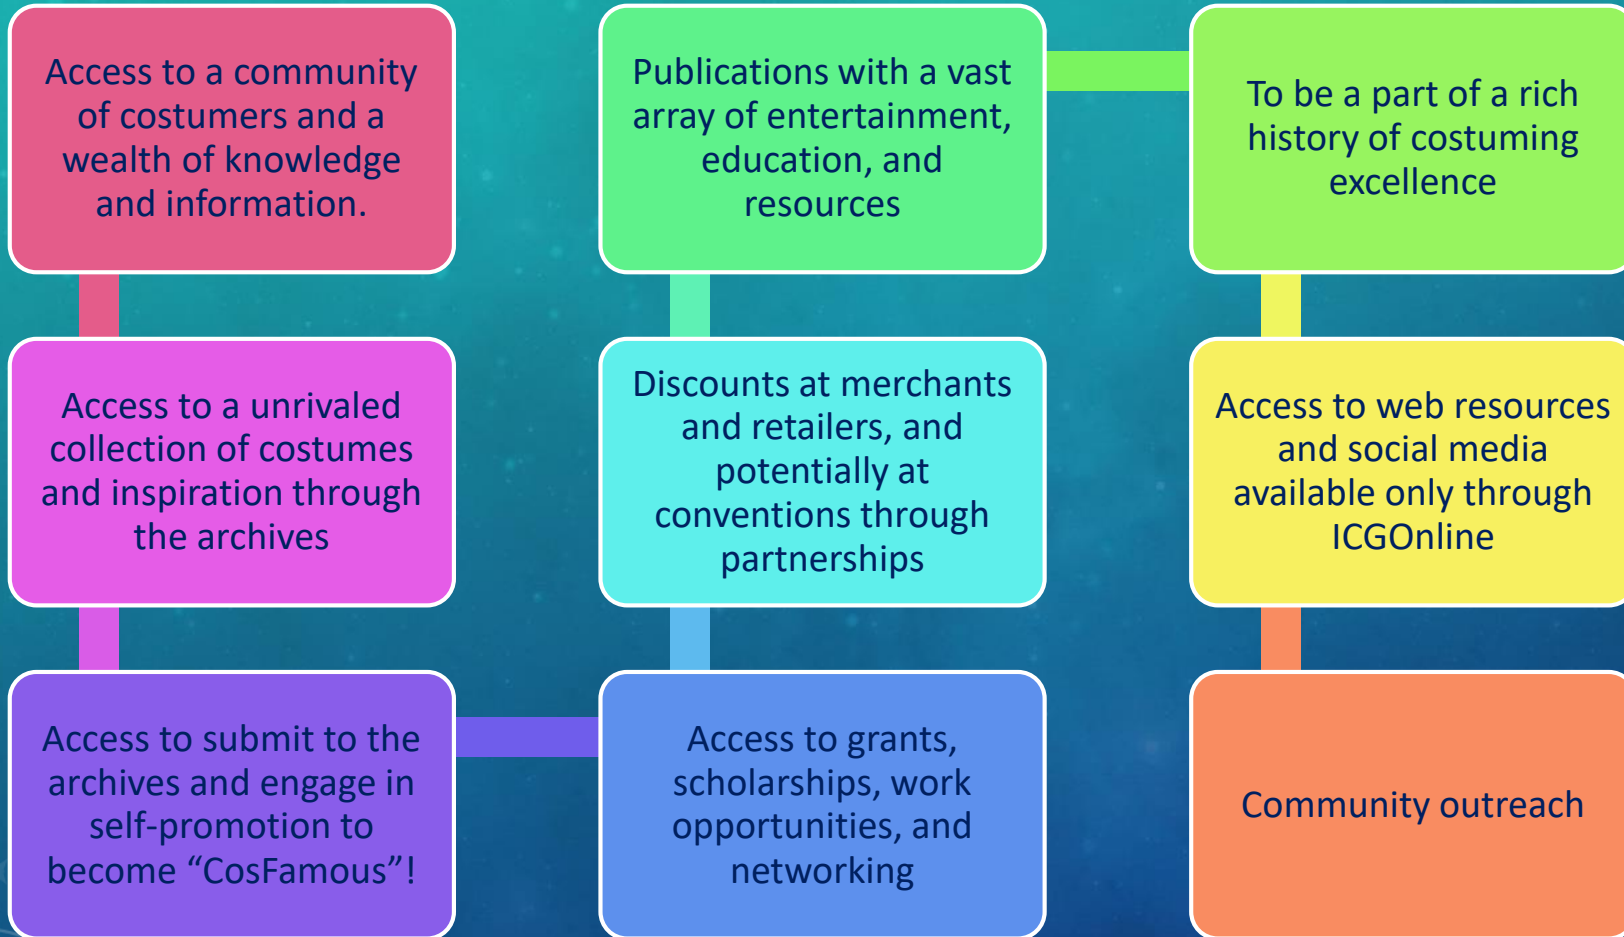 Access to a community
of costumers and a
wealth of knowledge
and information.
Access to a unrivaled
collection of costumes
and inspiration through
the archives
Access to submit to the
archives and engage in
self-promotion to
become “CosFamous”!
Access to grants,
scholarships, work
opportunities, and
networking
Discounts at merchants
and retailers, and
potentially at
conventions through
partnerships
Publications with a vast
array of entertainment,
education, and
resources
To be a part of a rich
history of costuming
excellence
Access to web resources
and social media
available only through
ICGOnline
Community outreach